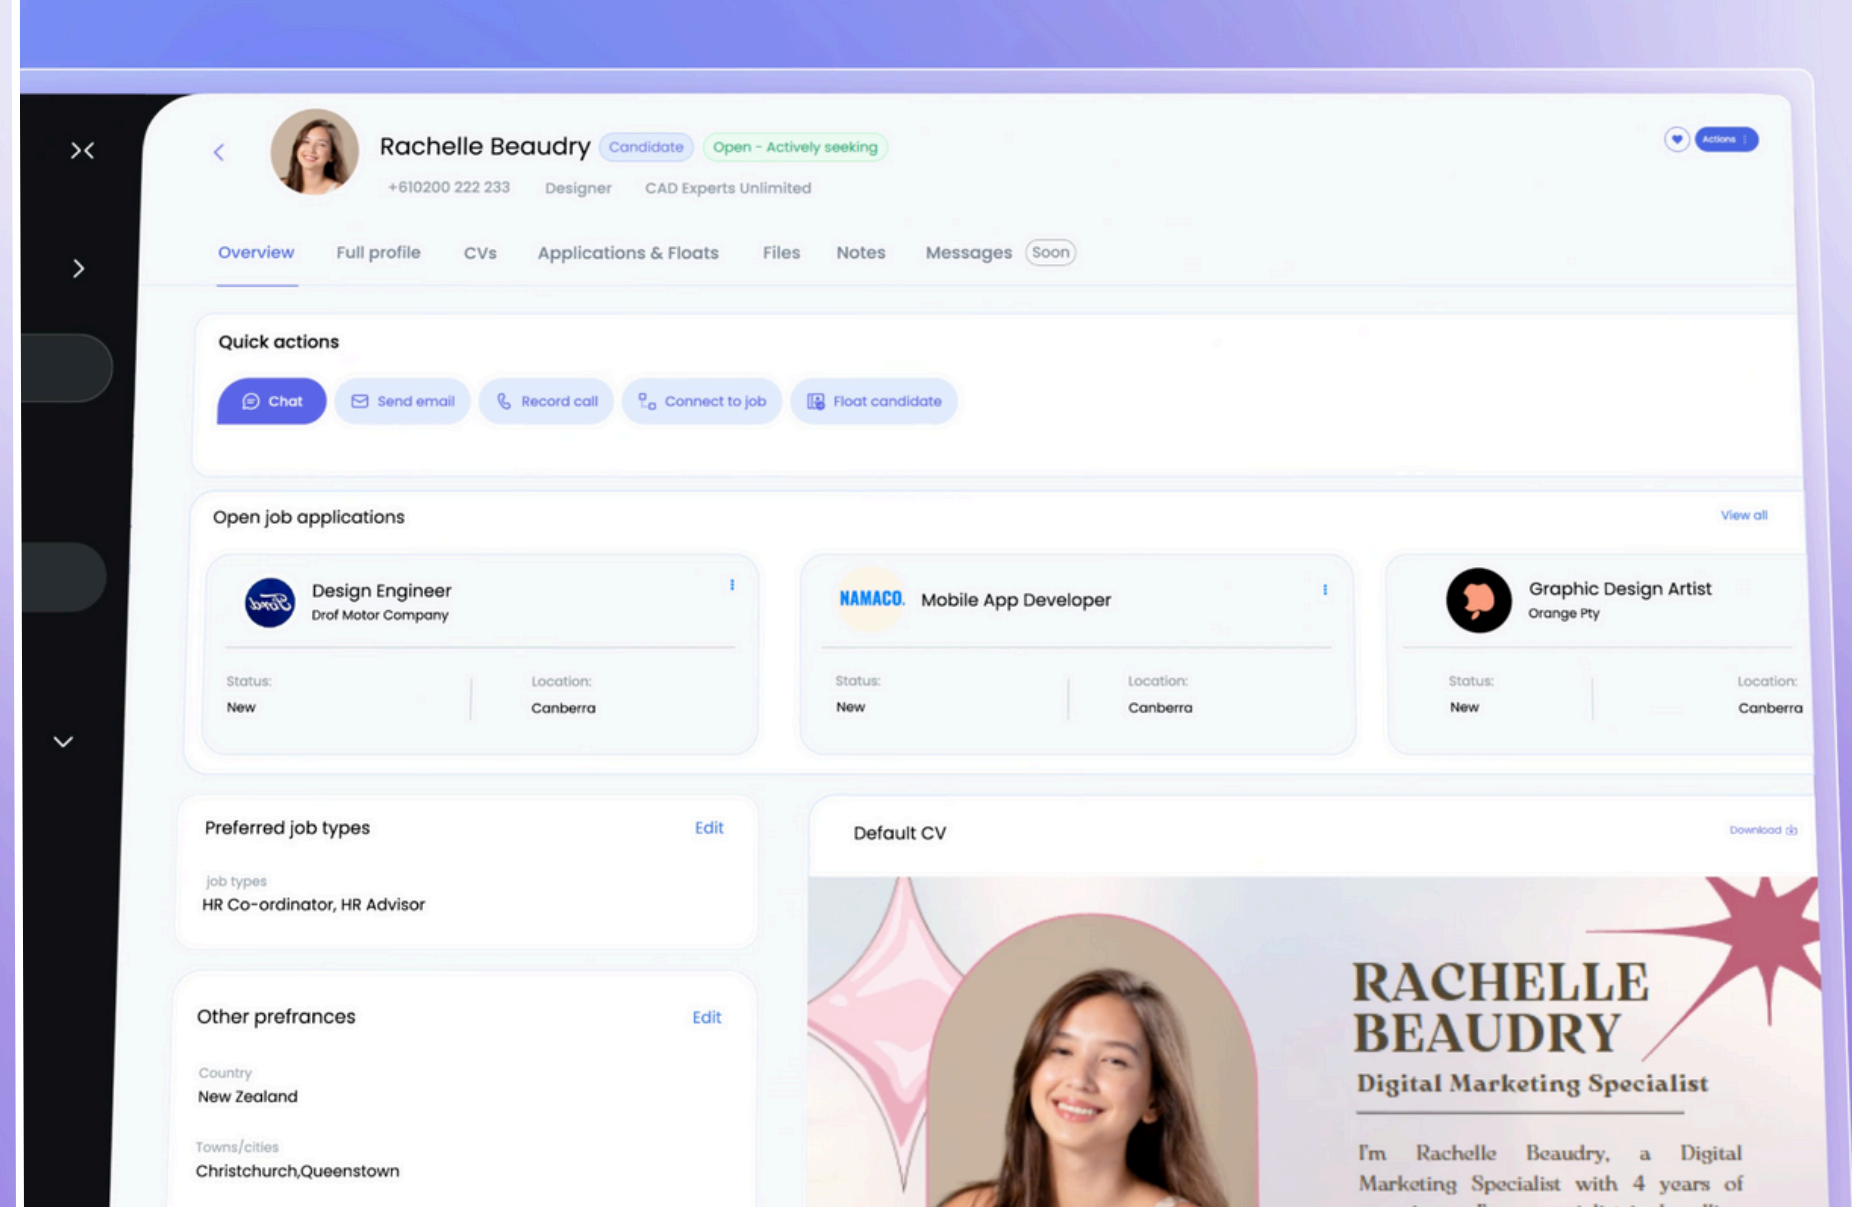 Rachelle Beaudry Candidate Open - Actively seeking
Actions
+610200 222 233 Designer CAD Experts Unlimited
Overview Full profile CVs Applications & Floats Files Notes Messages Soon
Quick actions
Chat Send email Record call Connect to job Float candidate
Open job applications View all
Ford
Design Engineer
Drof Motor Company
Status: Location:
New Canberra
NAMACO. Mobile App Developer
Status: Location:
New Canberra
Graphic Design Artist
Orange Pty
Status: Location:
New Canberra
Preferred job types Edit
job types
HR Co-ordinator, HR Advisor
Other prefrances Edit
Country
New Zealand
Towns/cities
Christchurch,Queenstown
Default CV Download
RACHELLE
BEAUDRY
Digital Marketing Specialist
I'm Rachelle Beaudry, a Digital
Marketing Specialist with 4 years of